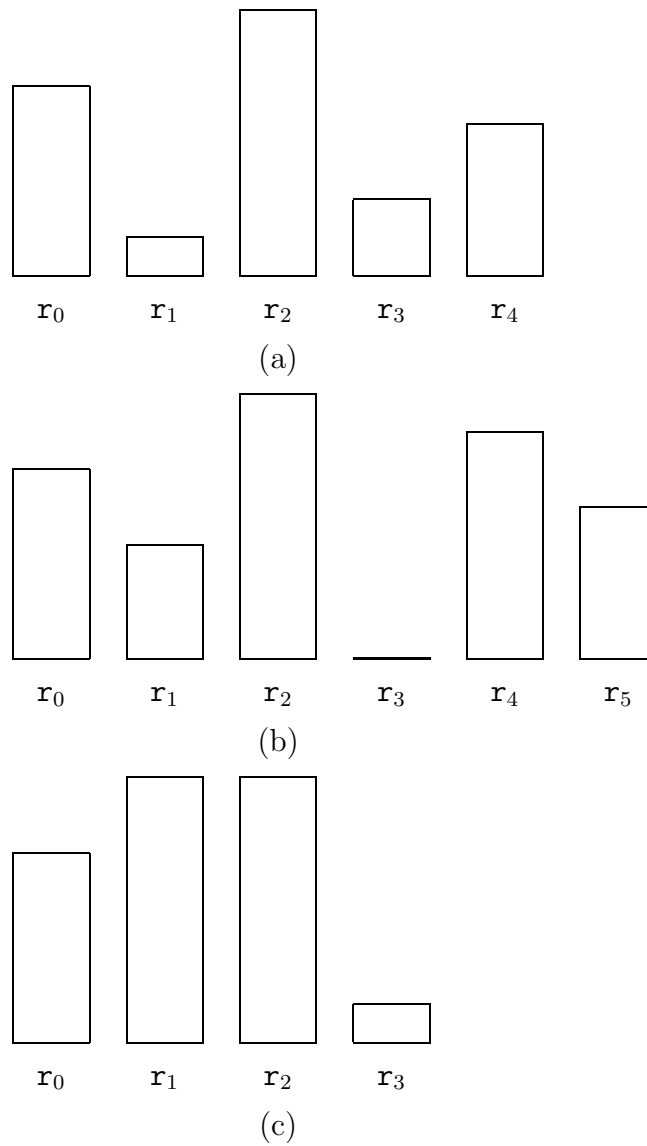 r₀ r₁ r₂ r₃ r₄
(a)
r₀ r₁ r₂ r₃ r₄ r₅
(b)
r₀ r₁ r₂ r₃
(c)